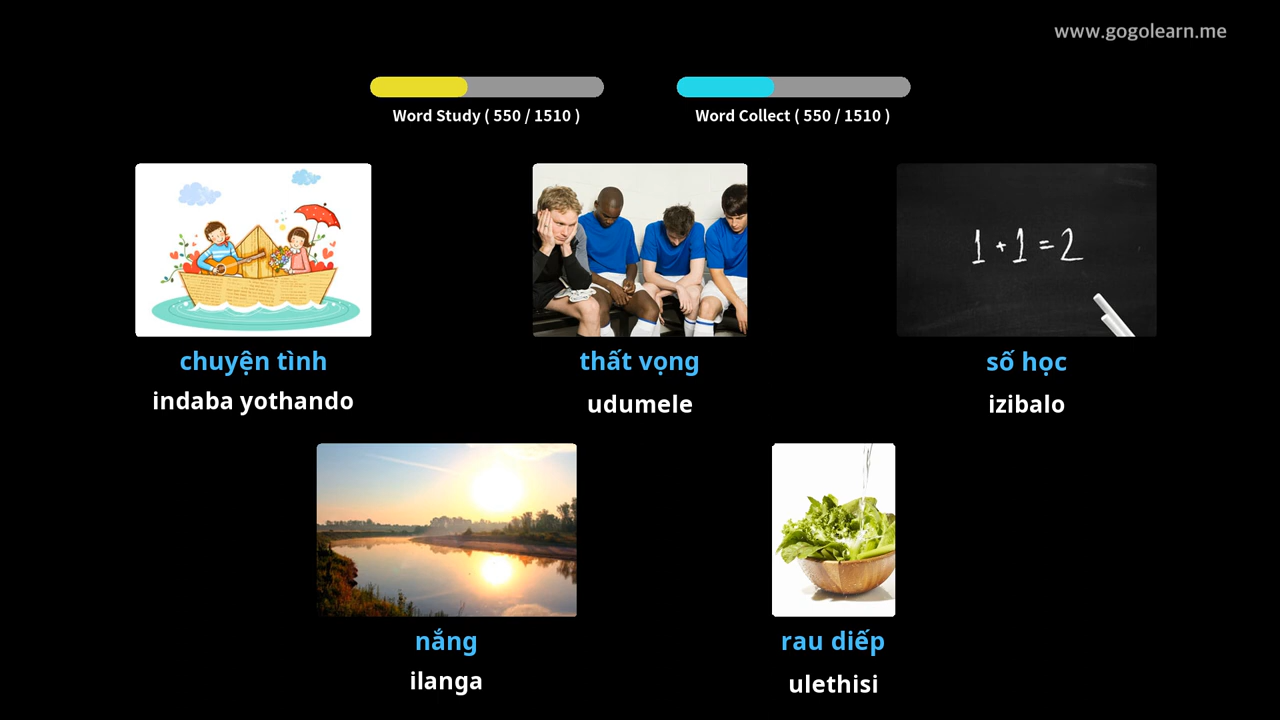 www.gogolearn.me
Word Study ( 550 / 1510 )
Word Collect ( 550 / 1510 )
1 + 1 = 2
chuyện tình
thất vọng
số học
indaba yothando
udumele
izibalo
nắng
rau diếp
ilanga
ulethisi